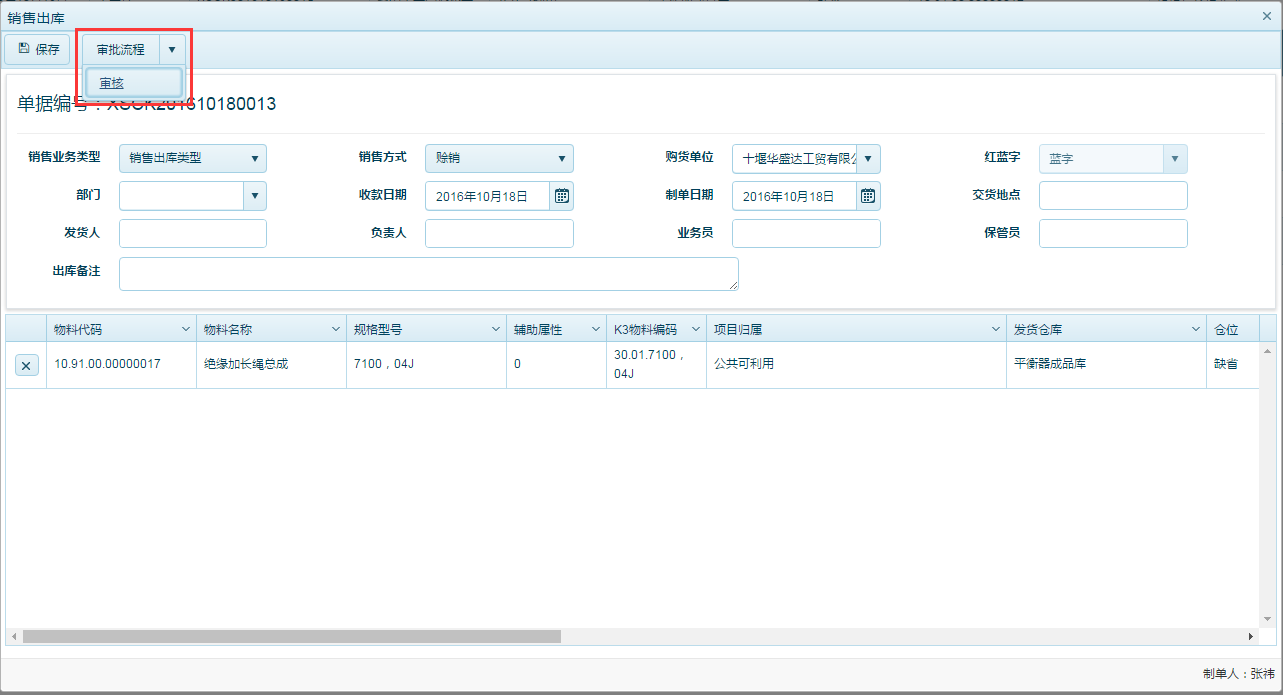 销售出库
保存 审批流程
审核
单据编号：XSCK201610180013
销售业务类型 销售出库类型 销售方式 赊销 购货单位 十堰华盛达工贸有限公 红蓝字 蓝字
部门 收款日期 2016年10月18日 制单日期 2016年10月18日 交货地点
发货人 负责人 业务员 保管员
出库备注
物料代码 物料名称 规格型号 辅助属性 K3物料编码 项目归属 发货仓库 仓位
10.91.00.00000017 绝缘加长绳总成 7100，04J 0 30.01.7100， 公共可利用 平衡器成品库 缺省
04J
制单人：张祎